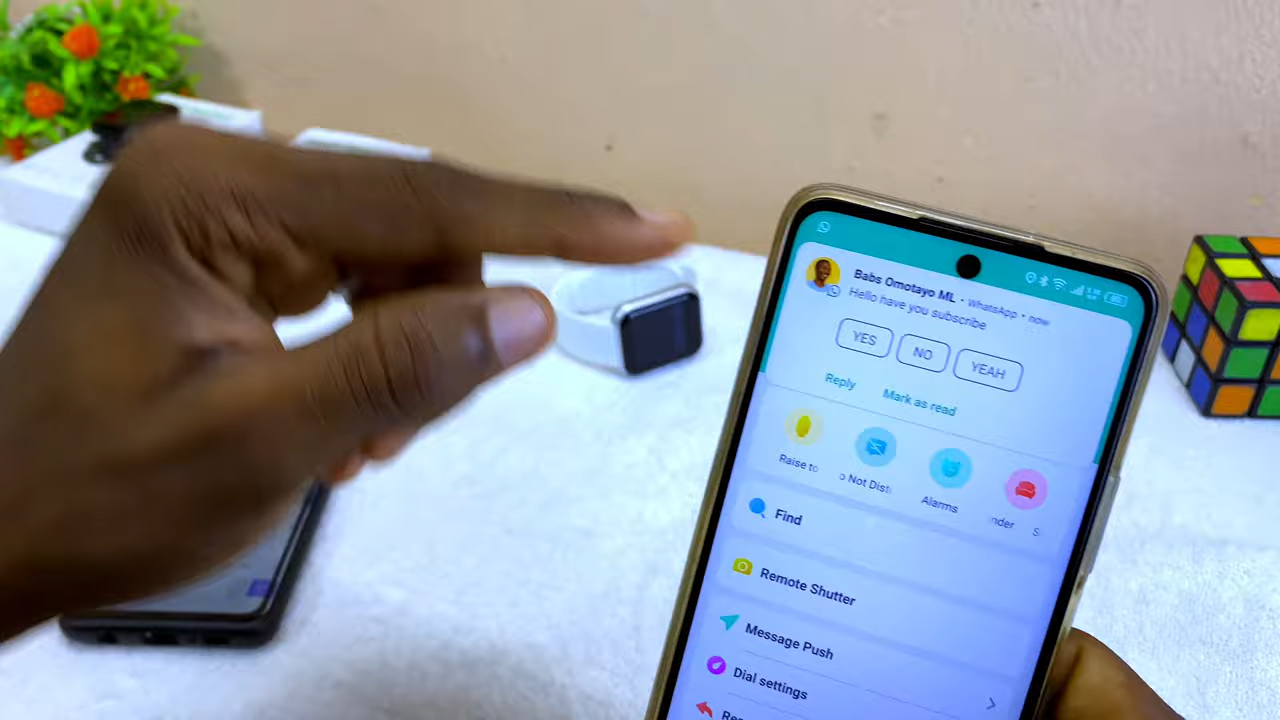 Babs Omotayo ML • WhatsApp • now
Hello have you subscribe
YES NO YEAH
Reply Mark as read
Raise to
o Not Dist
Alarms
nder
S
Find
Remote Shutter
Message Push
Dial settings